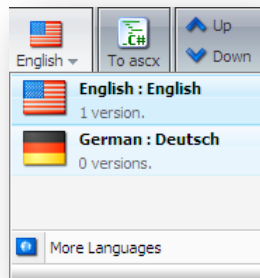 English
To ascx
Up
Down
C#
English : English
1 version.
German : Deutsch
0 versions.
More Languages